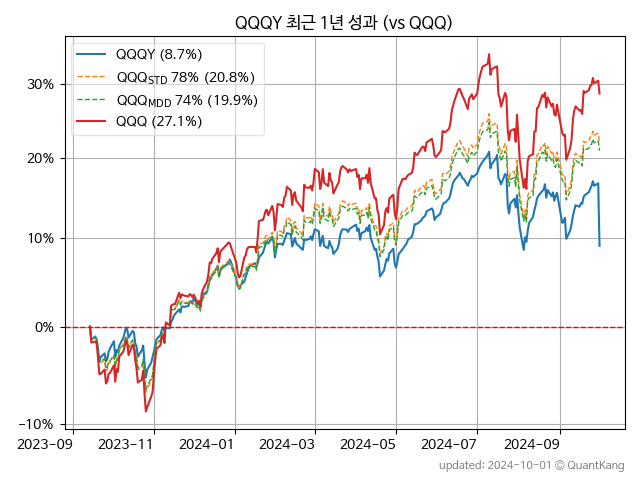 QQQY 최근 1년 성과 (vs QQQ)
QQQY (8.7%)
QQQSTD 78% (20.8%)
QQQMDD 74% (19.9%)
QQQ (27.1%)
30%
20%
10%
0%
−10%
2023-09 2023-11 2024-01 2024-03 2024-05 2024-07 2024-09
updated: 2024-10-01 © QuantKang